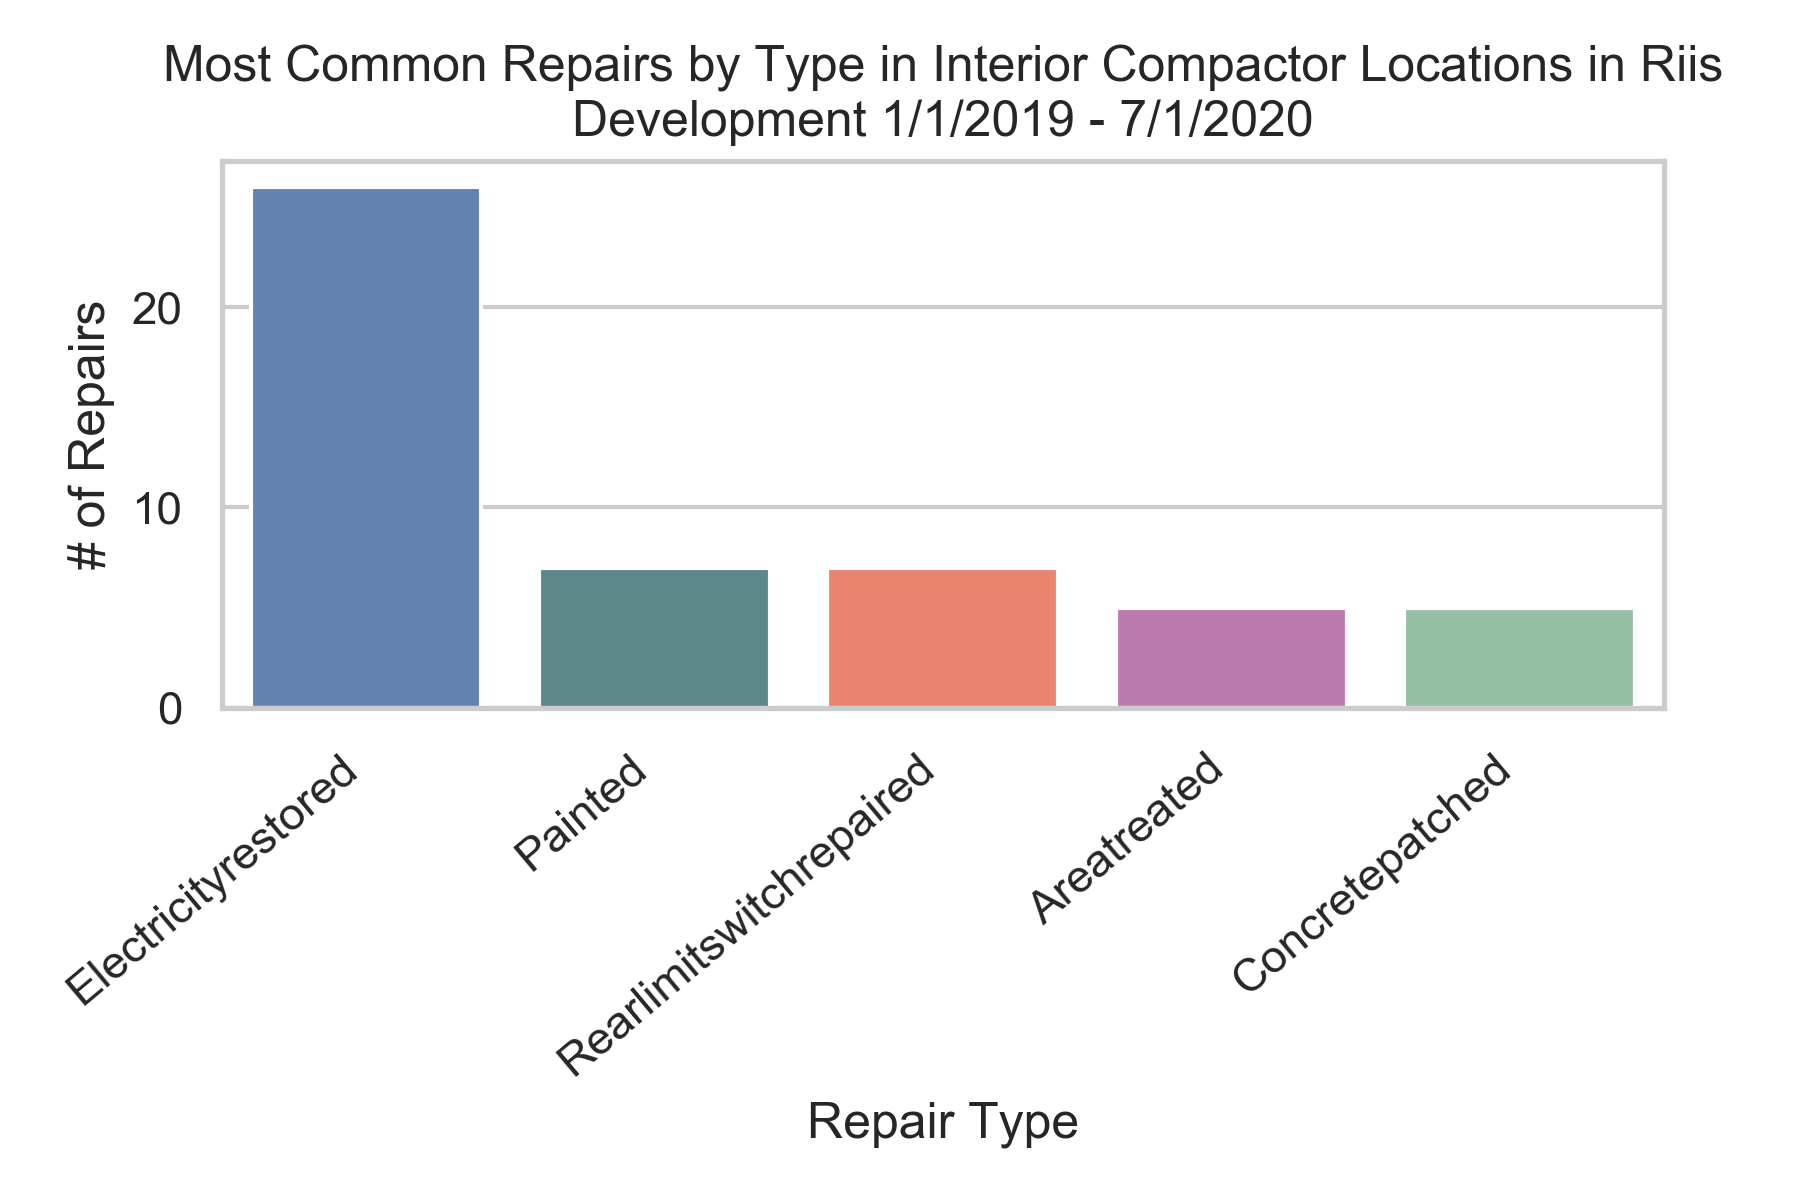 Most Common Repairs by Type in Interior Compactor Locations in Riis
Development 1/1/2019 - 7/1/2020
# of Repairs
20
10
0
Electricityrestored
Painted
Rearlimitswitchrepaired
Areatreated
Concretepatched
Repair Type